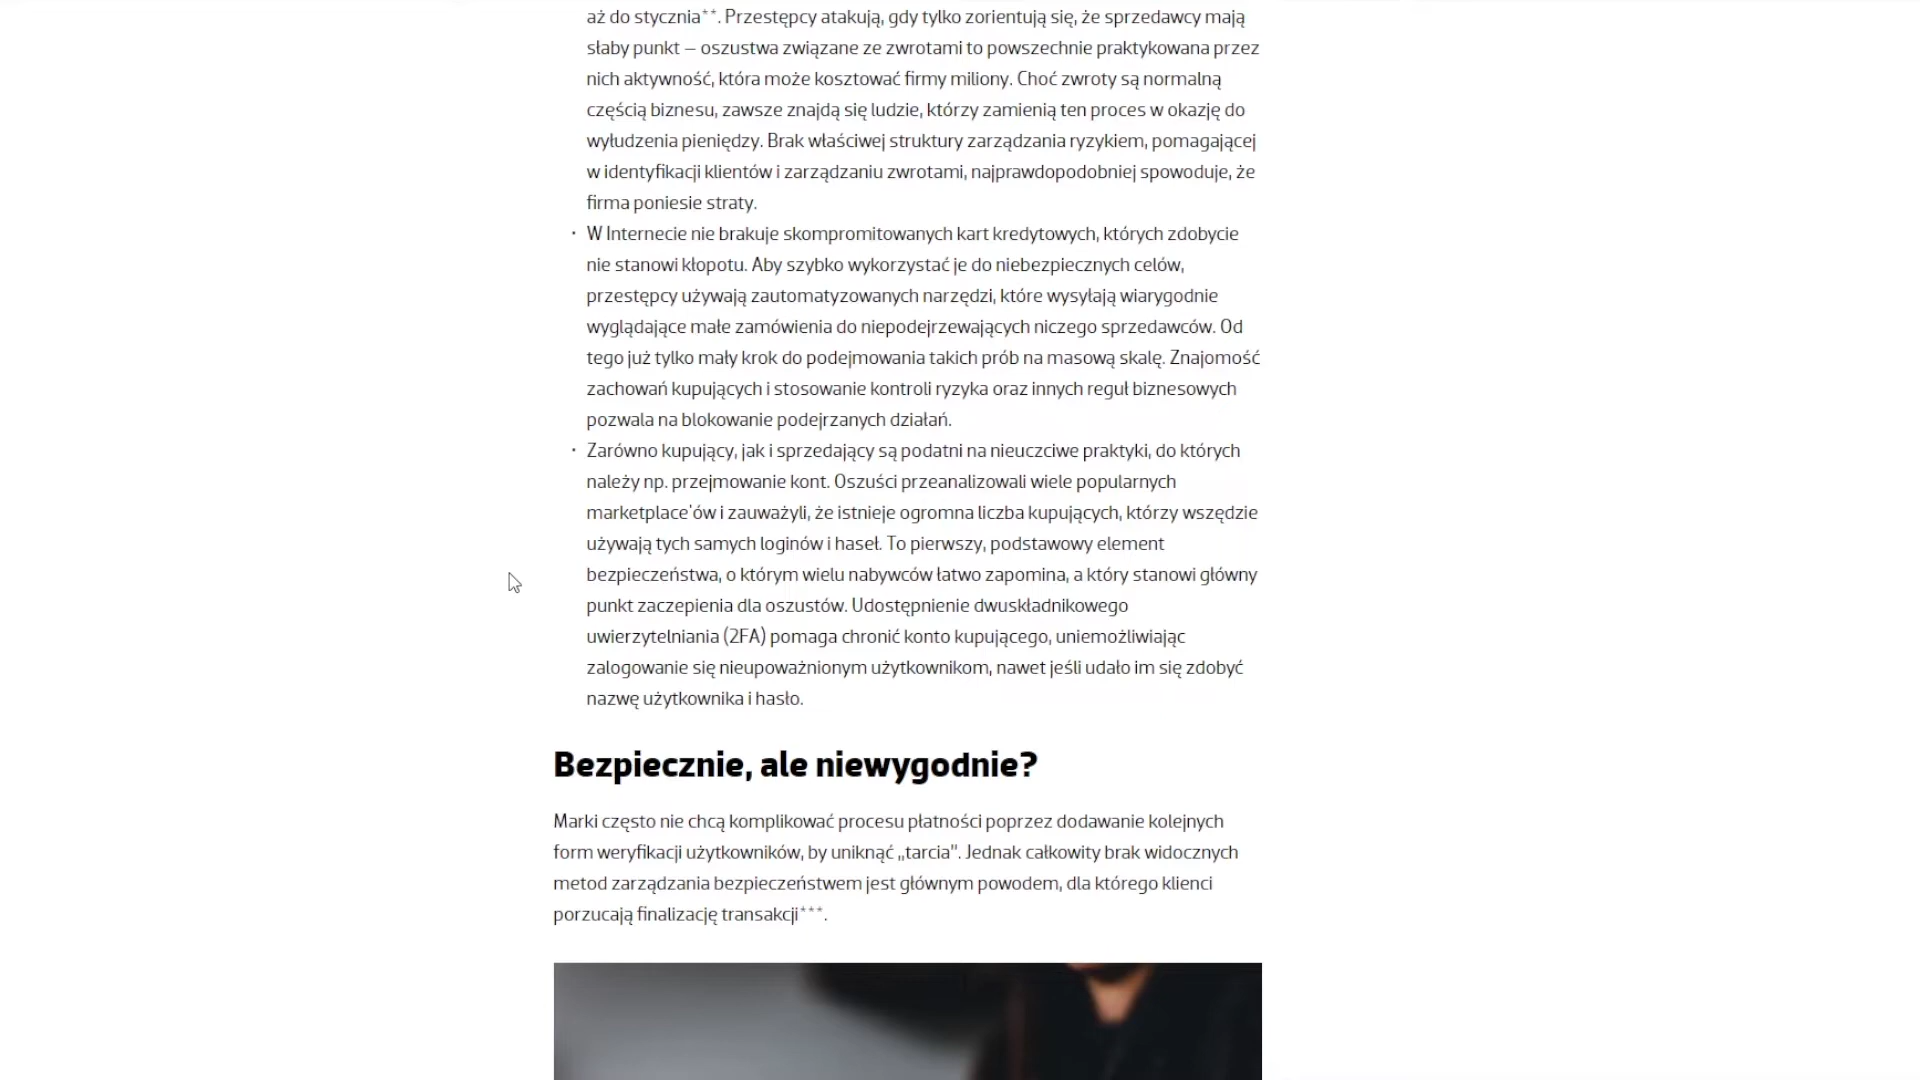 aż do stycznia**. Przestępcy atakują, gdy tylko zorientują się, że sprzedawcy mają
słaby punkt – oszustwa związane ze zwrotami to powszechnie praktykowana przez
nich aktywność, która może kosztować firmy miliony. Choć zwroty są normalną
częścią biznesu, zawsze znajdą się ludzie, którzy zamienią ten proces w okazję do
wyłudzenia pieniędzy. Brak właściwej struktury zarządzania ryzykiem, pomagającej
w identyfikacji klientów i zarządzaniu zwrotami, najprawdopodobniej spowoduje, że
firma poniesie straty.
· W Internecie nie brakuje skompromitowanych kart kredytowych, których zdobycie
nie stanowi kłopotu. Aby szybko wykorzystać je do niebezpiecznych celów,
przestępcy używają zautomatyzowanych narzędzi, które wysyłają wiarygodnie
wyglądające małe zamówienia do niepodejrzewających niczego sprzedawców. Od
tego już tylko mały krok do podejmowania takich prób na masową skalę. Znajomość
zachowań kupujących i stosowanie kontroli ryzyka oraz innych reguł biznesowych
pozwala na blokowanie podejrzanych działań.
· Zarówno kupujący, jak i sprzedający są podatni na nieuczciwe praktyki, do których
należy np. przejmowanie kont. Oszuści przeanalizowali wiele popularnych
marketplace'ów i zauważyli, że istnieje ogromna liczba kupujących, którzy wszędzie
używają tych samych loginów i haseł. To pierwszy, podstawowy element
bezpieczeństwa, o którym wielu nabywców łatwo zapomina, a który stanowi główny
punkt zaczepienia dla oszustów. Udostępnienie dwuskładnikowego
uwierzytelniania (2FA) pomaga chronić konto kupującego, uniemożliwiając
zalogowanie się nieupoważnionym użytkownikom, nawet jeśli udało im się zdobyć
nazwę użytkownika i hasło.
Bezpiecznie, ale niewygodnie?
Marki często nie chcą komplikować procesu płatności poprzez dodawanie kolejnych
form weryfikacji użytkowników, by uniknąć „tarcia”. Jednak całkowity brak widocznych
metod zarządzania bezpieczeństwem jest głównym powodem, dla którego klienci
porzucają finalizację transakcji***.